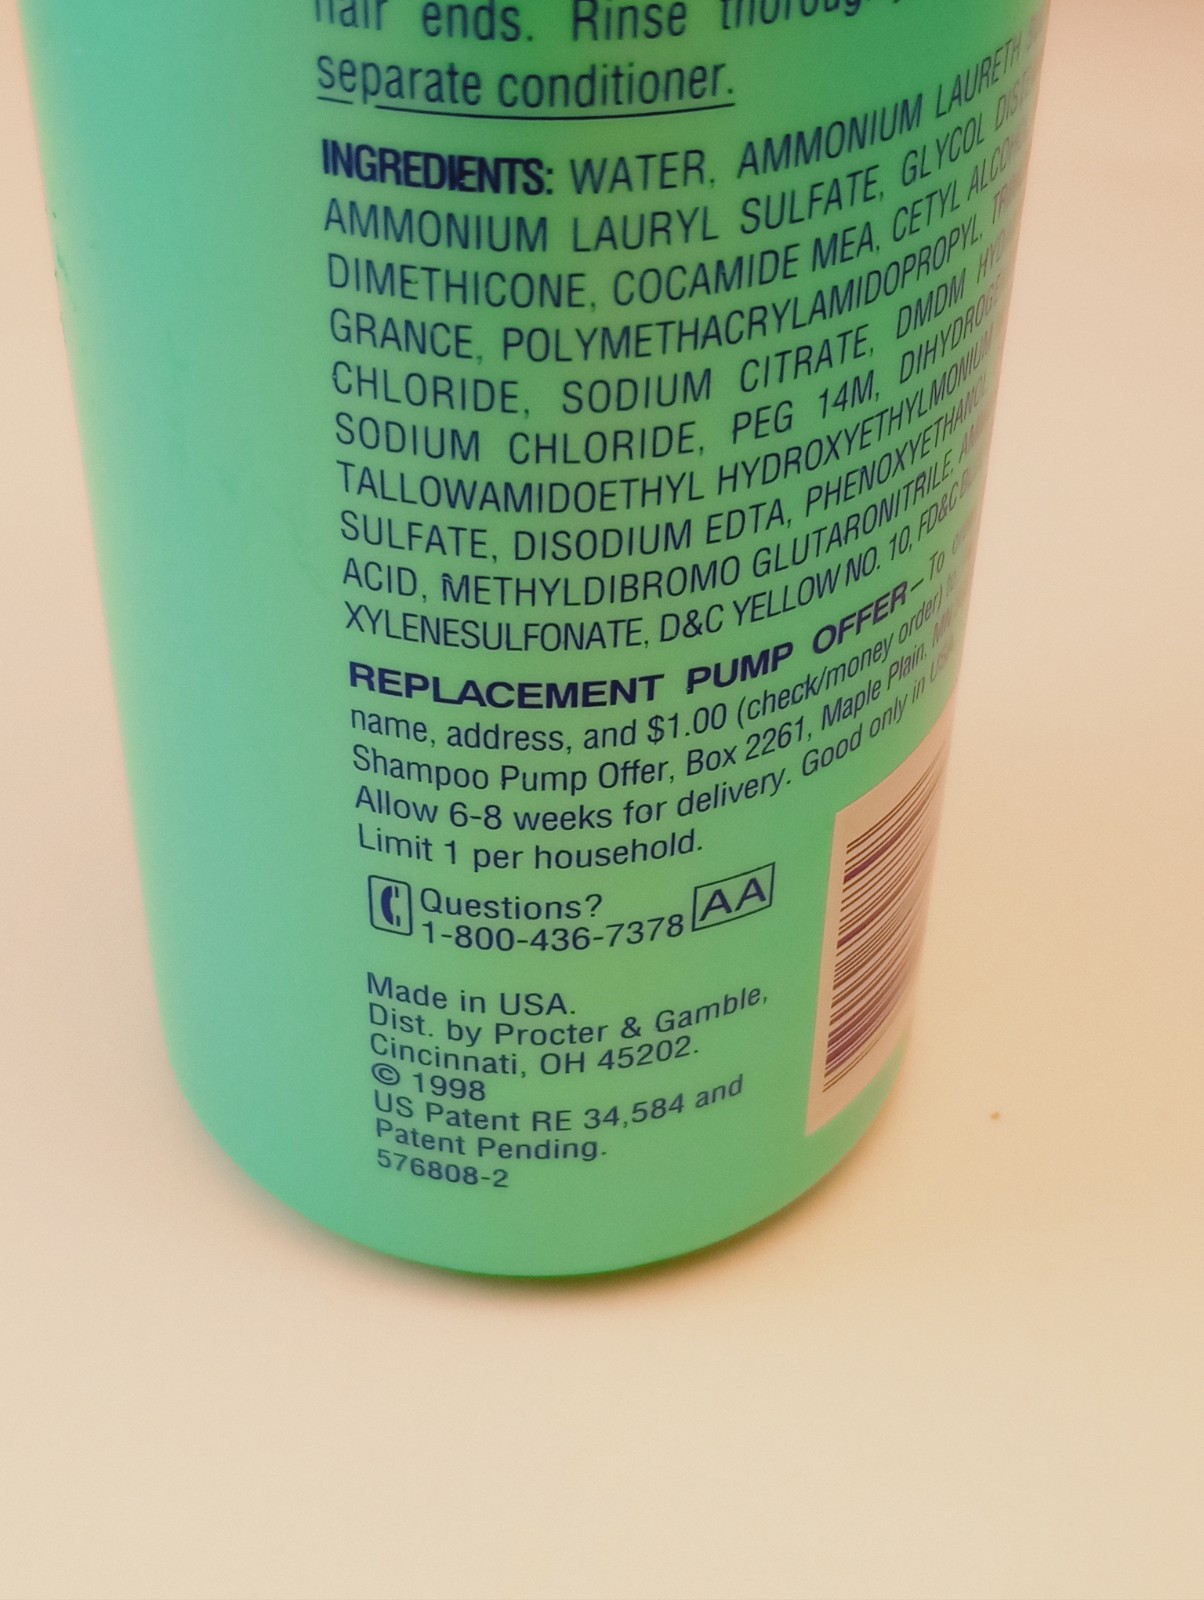 hair ends. Rinse
separate conditioner.
INGREDIENTS: WATER, AMMONIUM LAURETH
AMMONIUM LAURYL SULFATE, GLYCOL
DIMETHICONE, COCAMIDE MEA, CETYL
GRANCE, POLYMETHACRYLAMIDOPROPYL
CHLORIDE, SODIUM CITRATE, DMDM
SODIUM CHLORIDE, PEG 14M,
TALLOWAMIDOETHYL HYDROXYETHYLMONIUM
SULFATE, DISODIUM EDTA, PHENOXYETHANOL,
ACID, METHYLDIBROMO GLUTARONITRILE,
XYLENESULFONATE, D&C YELLOW NO. 10, FD&C
REPLACEMENT PUMP OFFER–To
name, address, and $1.00 (check/money order)
Shampoo Pump Offer, Box 2261, Maple Plain,
Allow 6-8 weeks for delivery. Good only in USA.
Limit 1 per household.
Questions?
1-800-436-7378 AA
Made in USA.
Dist. by Procter & Gamble,
Cincinnati, OH 45202.
© 1998
US Patent RE 34,584 and
Patent Pending.
576808-2